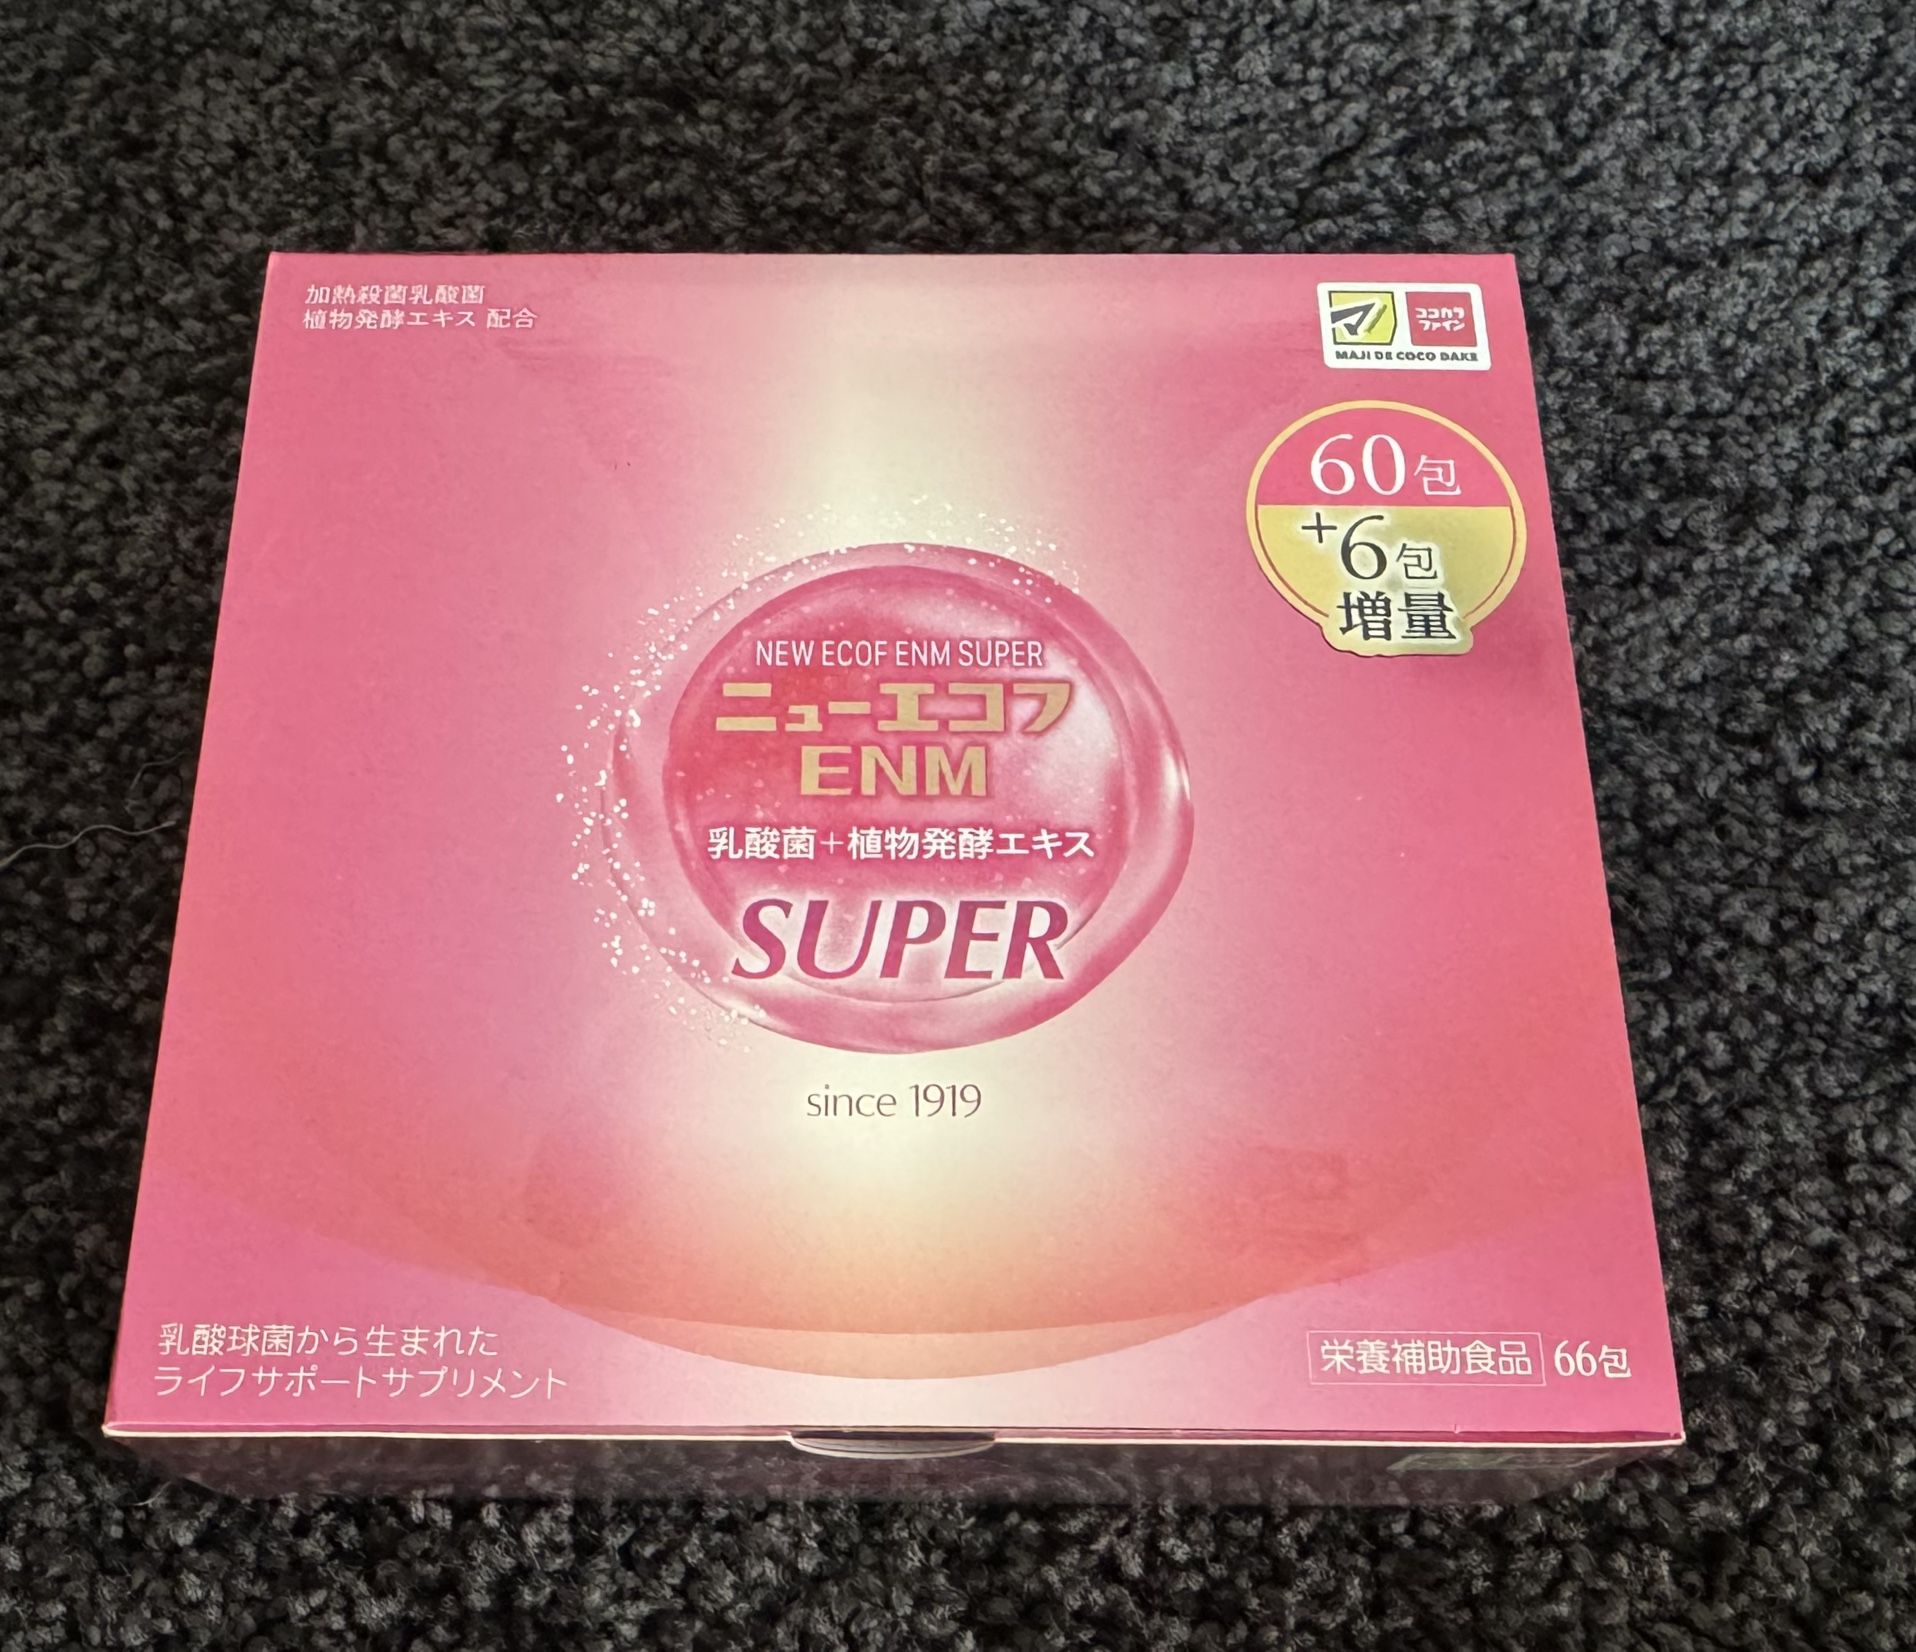 加熱殺菌乳酸菌
植物発酵エキス 配合
マ ココカラ
ファイン
MAJI DE COCO DAKE
60包
+6包
増量
NEW ECOF ENM SUPER
ニューエコフ
ENM
乳酸菌+植物発酵エキス
SUPER
since 1919
乳酸球菌から生まれた
ライフサポートサプリメント
栄養補助食品 66包